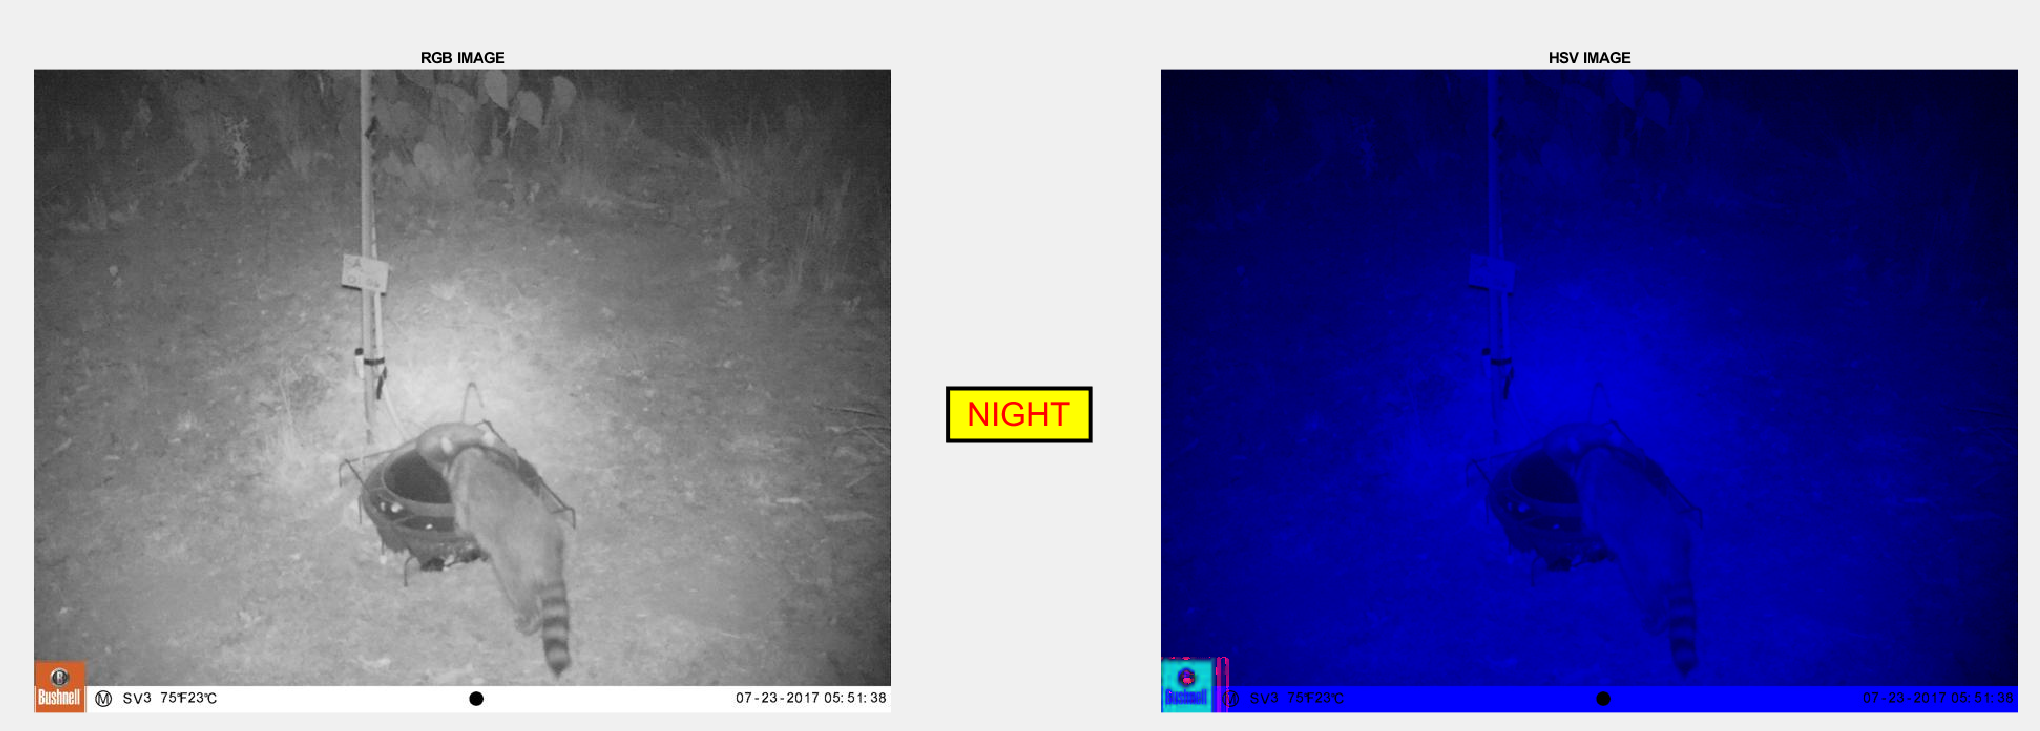 RGB IMAGE
HSV IMAGE
NIGHT
Bushnell
M SV3 75°F23°C
07-23-2017 05:51:38
Bushnell
M SV3 75°F23°C
07-23-2017 05:51:38